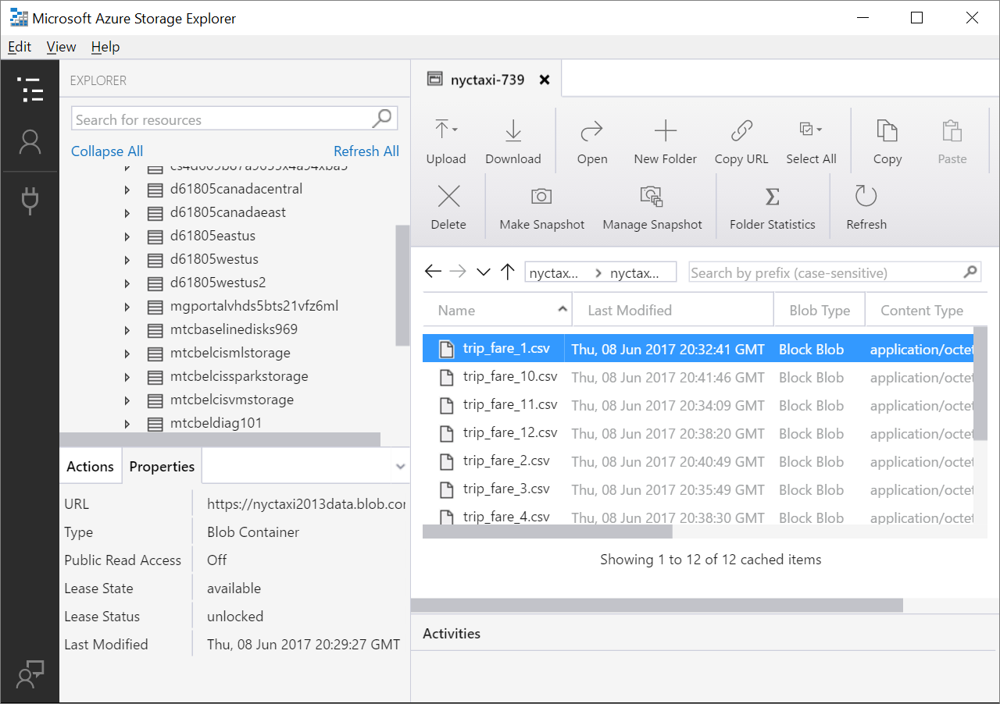 Microsoft Azure Storage Explorer
Edit View Help
EXPLORER
Search for resources
Collapse All Refresh All
d61805canadacentral
d61805canadaeast
d61805eastus
d61805westus
d61805westus2
mgportalvhds5bts21vfz6ml
mtcbaselinedisks969
mtcbelcismlstorage
mtcbelcissparkstorage
mtcbelcisvmstorage
mtcbeldiag101
Actions Properties
URL https://nyctaxi2013data.blob.cor
Type Blob Container
Public Read Access Off
Lease State available
Lease Status unlocked
Last Modified Thu, 08 Jun 2017 20:29:27 GMT
nyctaxi-739
Upload Download Open New Folder Copy URL Select All Copy Paste
Delete Make Snapshot Manage Snapshot Folder Statistics Refresh
nyctax... nyctax... Search by prefix (case-sensitive)
Name Last Modified Blob Type Content Type
trip_fare_1.csv Thu, 08 Jun 2017 20:32:41 GMT Block Blob application/octet
trip_fare_10.csv Thu, 08 Jun 2017 20:41:46 GMT Block Blob application/octet
trip_fare_11.csv Thu, 08 Jun 2017 20:34:09 GMT Block Blob application/octet
trip_fare_12.csv Thu, 08 Jun 2017 20:38:20 GMT Block Blob application/octet
trip_fare_2.csv Thu, 08 Jun 2017 20:40:49 GMT Block Blob application/octet
trip_fare_3.csv Thu, 08 Jun 2017 20:35:49 GMT Block Blob application/octet
trip_fare_4.csv Thu, 08 Jun 2017 20:38:30 GMT Block Blob application/octet
Showing 1 to 12 of 12 cached items
Activities